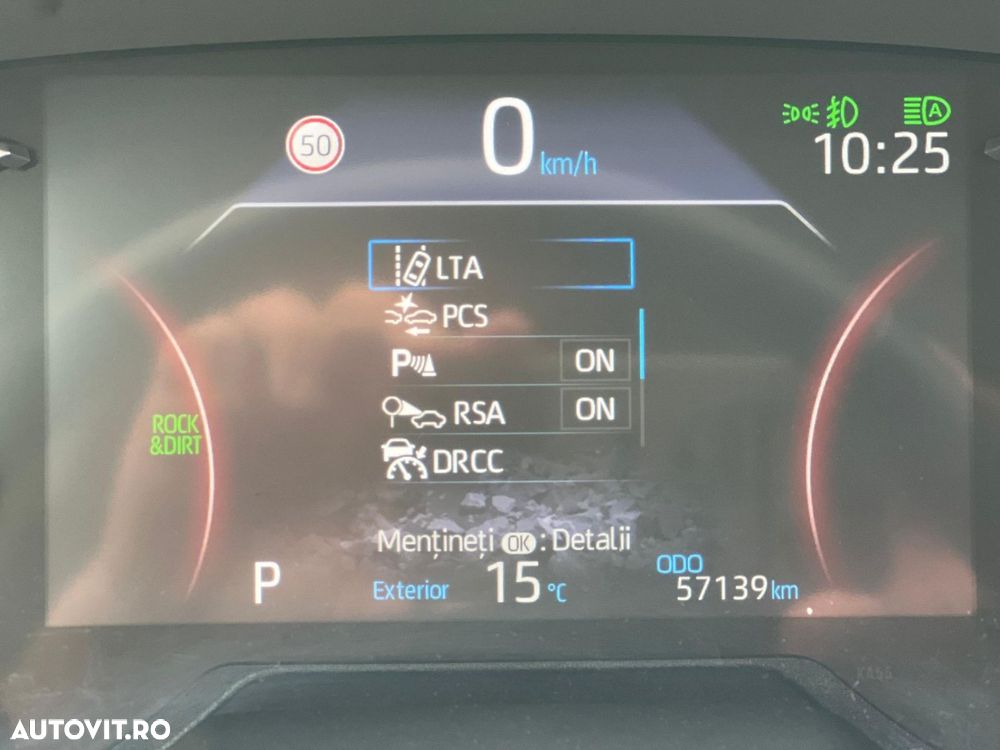 50
0 km/h
A
10:25
LTA
PCS
P ON
RSA ON
DRCC
ROCK
&DIRT
Mențineți OK : Detalii
P
Exterior 15 °C
ODO
57139 km
AUTOVIT.RO